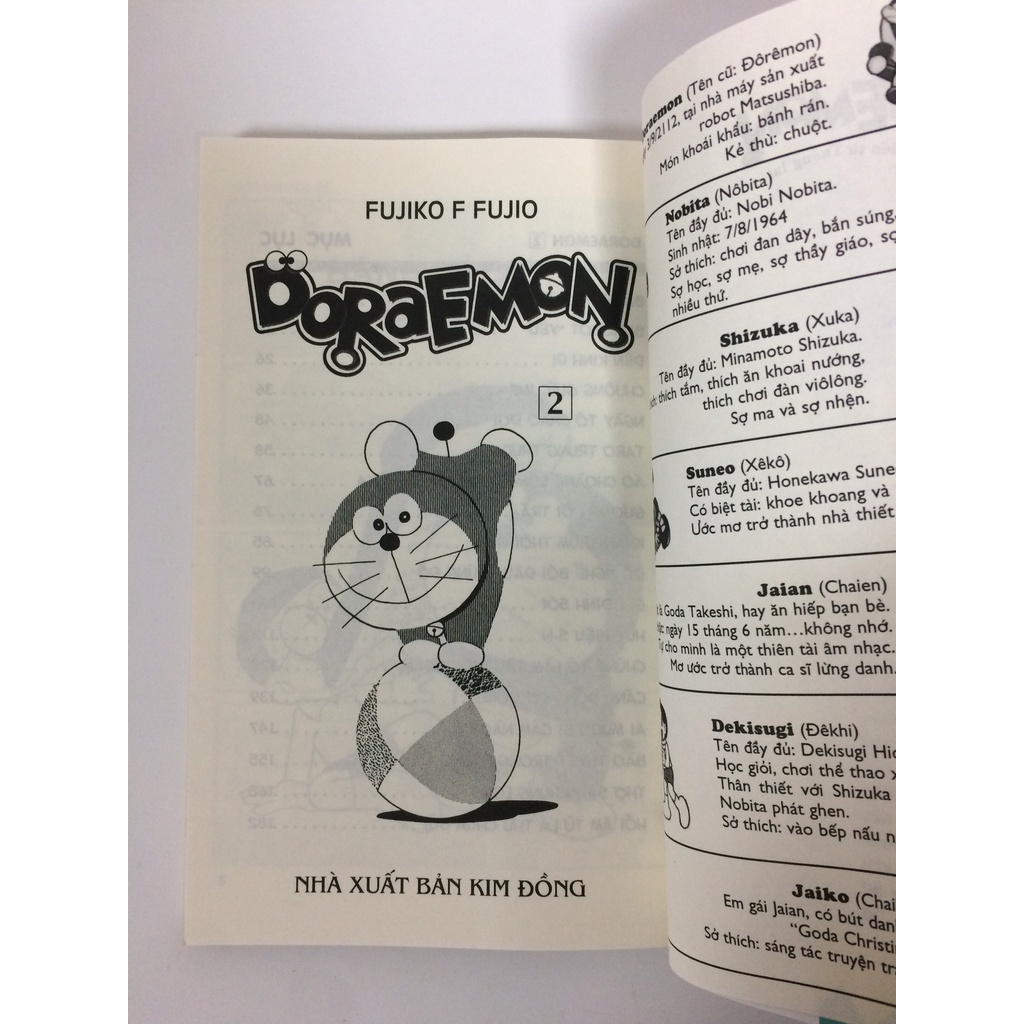 FUJIKO F FUJIO
DORAEMON
2
NHÀ XUẤT BẢN KIM ĐỒNG
(Tên cũ: Đôrêmon)
3/9/2112, tại nhà máy sản xuất
robot Matsushiba.
Món khoái khẩu: bánh rán.
Kẻ thù: chuột.
Nobita (Nôbita)
Tên đầy đủ: Nobi Nobita.
Sinh nhật: 7/8/1964
Sở thích: chơi đan dây, bắn súng,
Sợ học, sợ mẹ, sợ thầy giáo, sợ
nhiều thứ.
Shizuka (Xuka)
Tên đầy đủ: Minamoto Shizuka.
thích tắm, thích ăn khoai nướng,
thích chơi đàn viôlông.
Sợ ma và sợ nhện.
Suneo (Xêkô)
Tên đầy đủ: Honekawa Suneo
Có biệt tài: khoe khoang và
Ước mơ trở thành nhà thiết
Jaian (Chaien)
Goda Takeshi, hay ăn hiếp bạn bè.
ngày 15 tháng 6 năm...không nhớ.
Tự cho mình là một thiên tài âm nhạc.
Mơ ước trở thành ca sĩ lừng danh.
Dekisugi (Đêkhi)
Tên đầy đủ: Dekisugi
Học giỏi, chơi thể thao
Thân thiết với Shizuka
Nobita phát ghen.
Sở thích: vào bếp nấu
Jaiko
Em gái Jaian, có bút
"Goda
Sở thích: sáng tác truyện